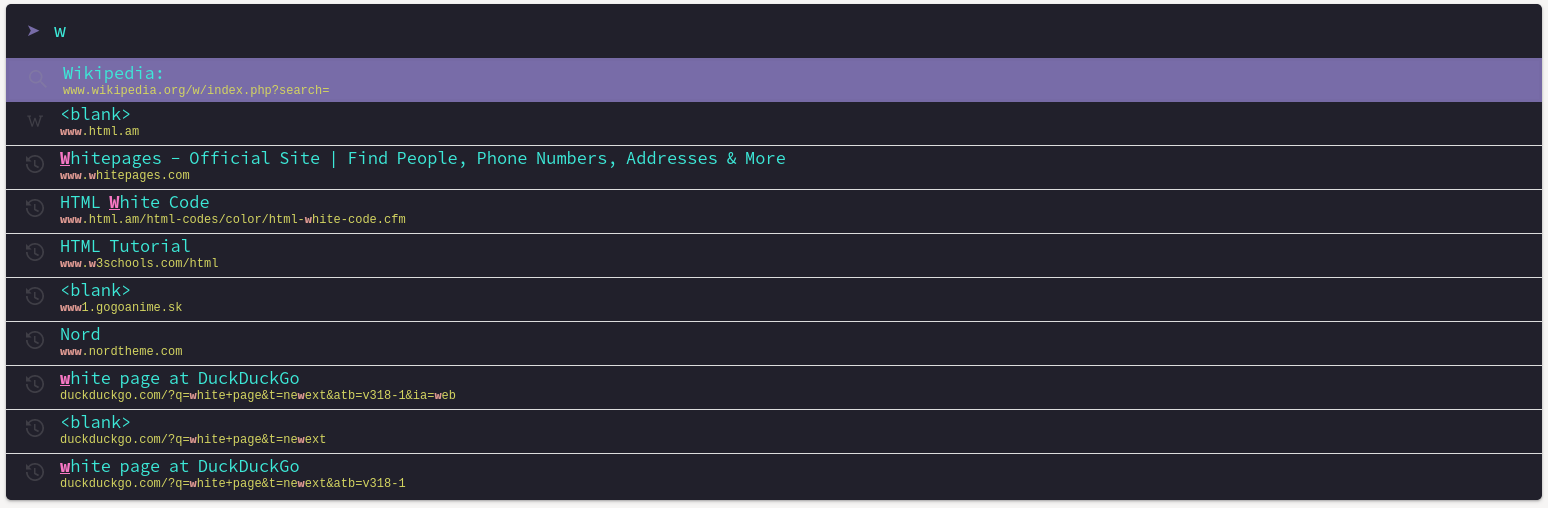 ➤ w
Wikipedia:
www.wikipedia.org/w/index.php?search=
W <blank>
www.html.am
Whitepages – Official Site | Find People, Phone Numbers, Addresses & More
www.whitepages.com
HTML White Code
www.html.am/html-codes/color/html-white-code.cfm
HTML Tutorial
www.w3schools.com/html
<blank>
www1.gogoanime.sk
Nord
www.nordtheme.com
white page at DuckDuckGo
duckduckgo.com/?q=white+page&t=newext&atb=v318-1&ia=web
<blank>
duckduckgo.com/?q=white+page&t=newext
white page at DuckDuckGo
duckduckgo.com/?q=white+page&t=newext&atb=v318-1